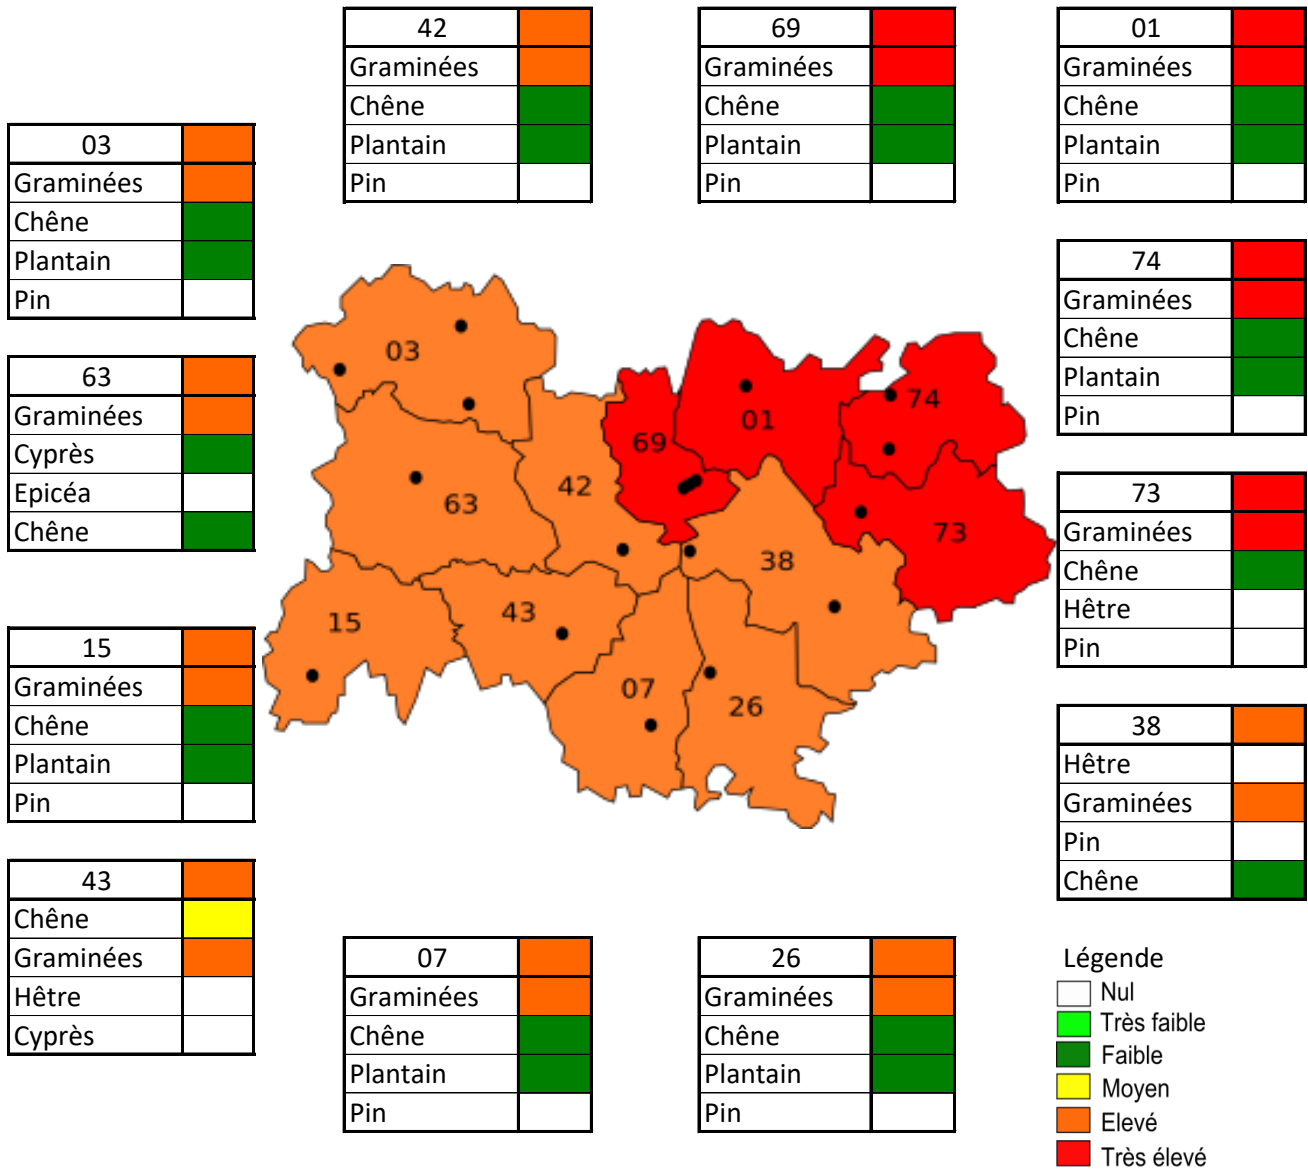 42
Graminées
Chêne
Plantain
Pin
69
Graminées
Chêne
Plantain
Pin
01
Graminées
Chêne
Plantain
Pin
03
Graminées
Chêne
Plantain
Pin
74
Graminées
Chêne
Plantain
Pin
63
Graminées
Cyprès
Epicéa
Chêne
73
Graminées
Chêne
Hêtre
Pin
15
Graminées
Chêne
Plantain
Pin
38
Hêtre
Graminées
Pin
Chêne
43
Chêne
Graminées
Hêtre
Cyprès
07
Graminées
Chêne
Plantain
Pin
26
Graminées
Chêne
Plantain
Pin
03
74
01
69
42
63
73
38
43
15
07
26
Légende
Nul
Très faible
Faible
Moyen
Elevé
Très élevé